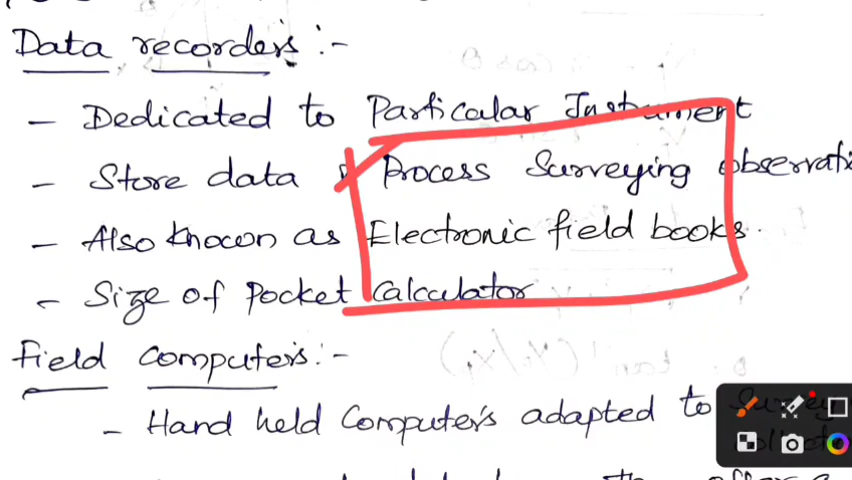 Data recorders :-
- Dedicated to Particular Instrument
- Store data & Process Surveying observati
- Also known as Electronic field books.
- Size of Pocket Calculator
Field Computers :-
- Hand held Computers adapted to